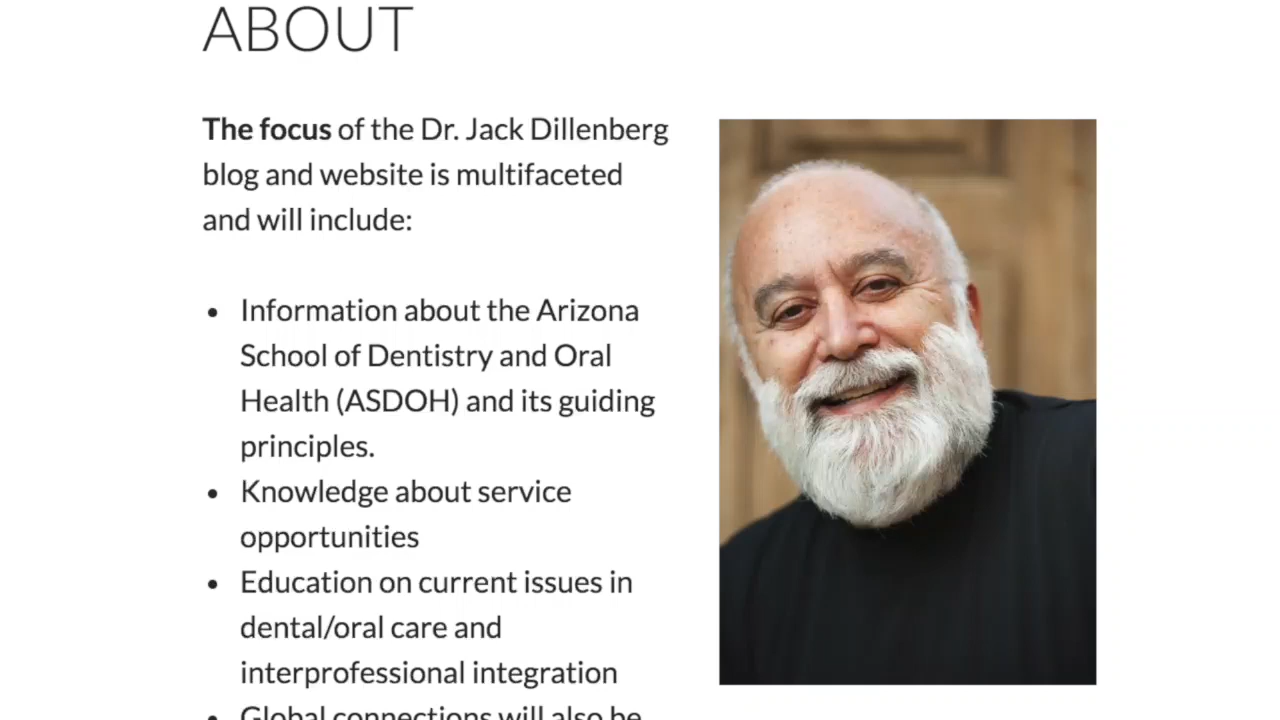 ABOUT
The focus of the Dr. Jack Dillenberg
blog and website is multifaceted
and will include:
• Information about the Arizona
School of Dentistry and Oral
Health (ASDOH) and its guiding
principles.
• Knowledge about service
opportunities
• Education on current issues in
dental/oral care and
interprofessional integration
• Global connections will also be